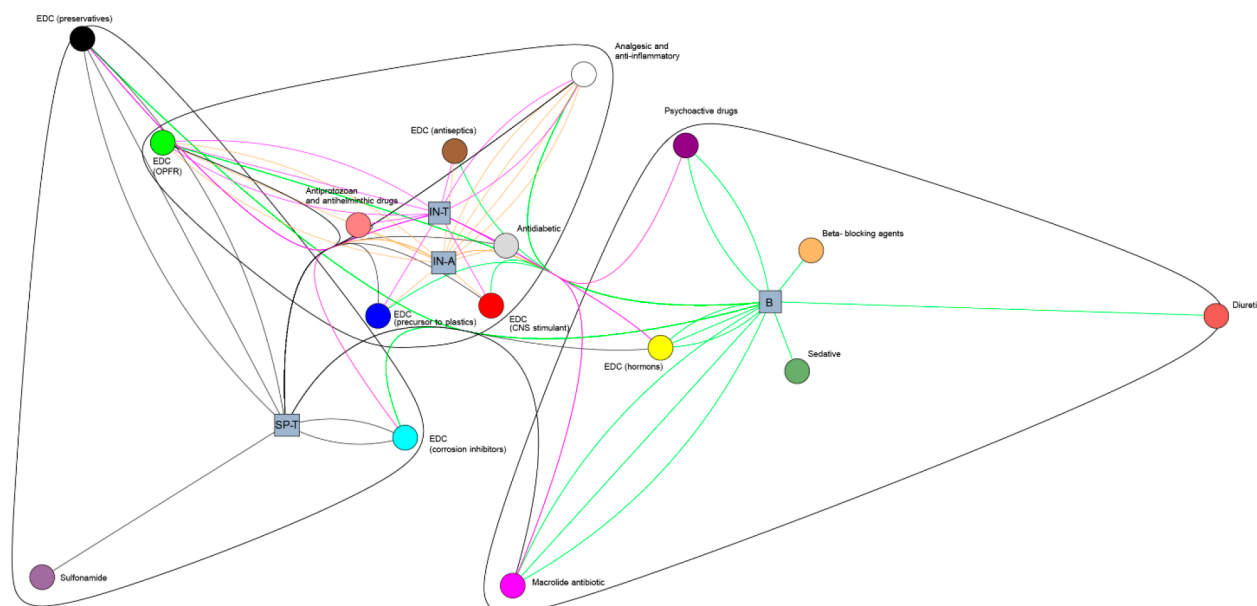 EDC (preservatives)
Analgesic and
anti-inflammatory
Psychoactive drugs
EDC (antiseptics)
EDC
(OPFR)
Antiprotozoan
and antihelminthic drugs
IN-T
Antidiabetic
Beta- blocking agents
IN-A
B
Diureti
EDC
(precursor to plastics)
EDC
(CNS stimulant)
EDC (hormons)
Sedative
SP-T
EDC
(corrosion inhibitors)
Sulfonamide
Macrolide antibiotic